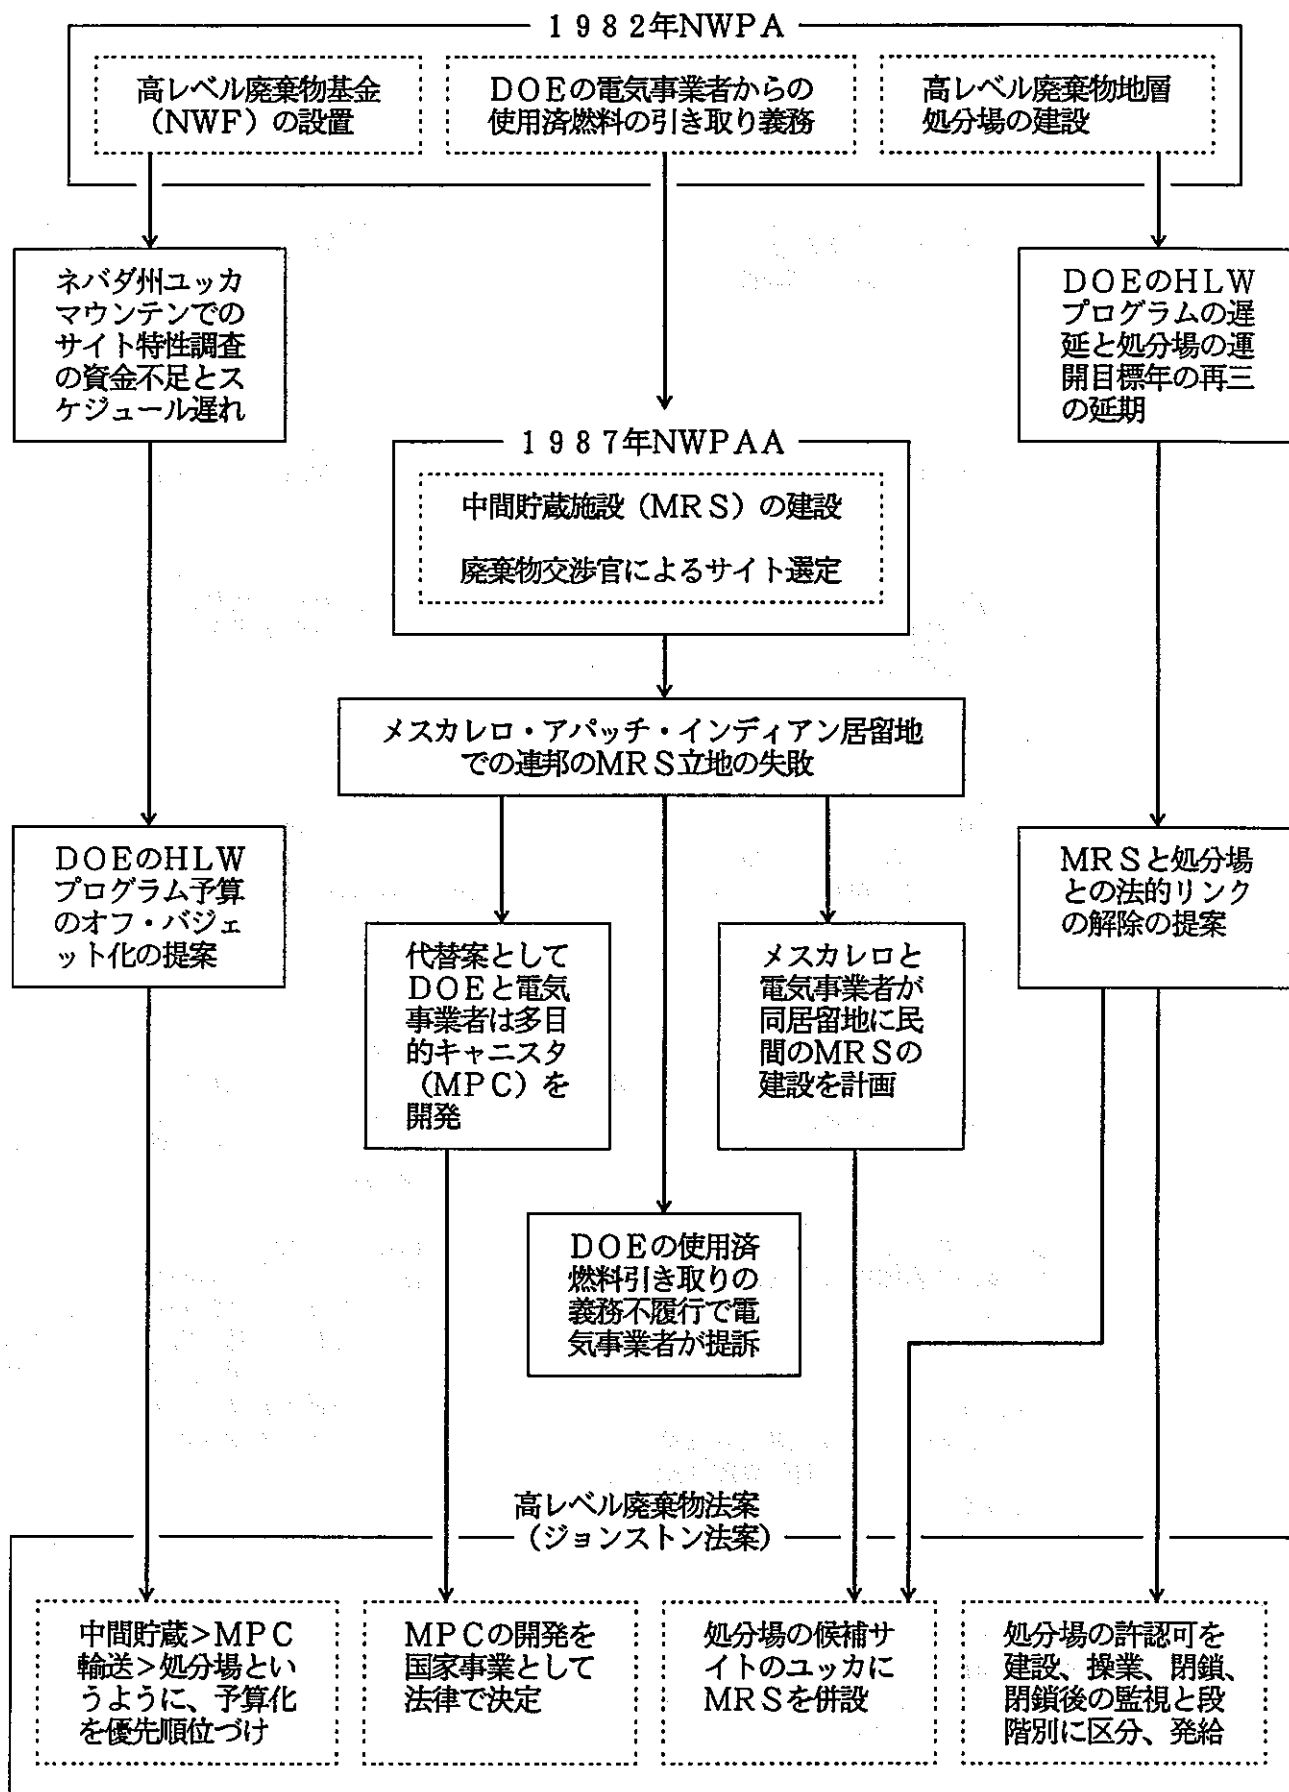 １９８２年NWPA
高レベル廃棄物基金
（NWF）の設置
DOEの電気事業者からの
使用済燃料の引き取り義務
高レベル廃棄物地層
処分場の建設
ネバダ州ユッカ
マウンテンでの
サイト特性調査
の資金不足とス
ケジュール遅れ
DOEのHLW
プログラムの遅
延と処分場の運
開目標年の再三
の延期
１９８７年NWPAA
中間貯蔵施設（MRS）の建設
廃棄物交渉官によるサイト選定
メスカレロ・アパッチ・インディアン居留地
での連邦のMRS立地の失敗
DOEのHLW
プログラム予算
のオフ・バジェ
ット化の提案
MRSと処分場
との法的リンク
の解除の提案
代替案として
DOEと電気
事業者は多目
的キャニスタ
（MPC）を
開発
メスカレロと
電気事業者が
同居留地に民
間のMRSの
建設を計画
DOEの使用済
燃料引き取りの
義務不履行で電
気事業者が提訴
高レベル廃棄物法案
（ジョンストン法案）
中間貯蔵＞MPC
輸送＞処分場とい
うように、予算化
を優先順位づけ
MPCの開発を
国家事業として
法律で決定
処分場の候補サ
イトのユッカに
MRSを併設
処分場の許認可を
建設、操業、閉鎖、
閉鎖後の監視と段
階別に区分、発給